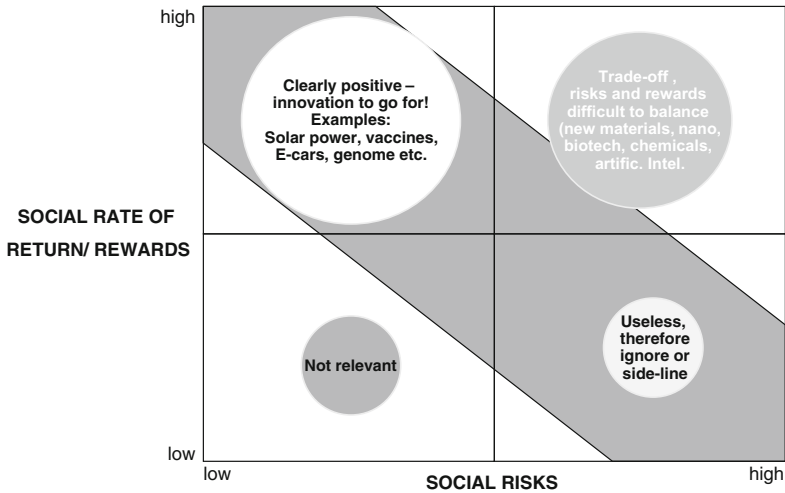 high
Clearly positive –
innovation to go for!
Examples:
Solar power, vaccines,
E-cars, genome etc.
Trade-off ,
risks and rewards
difficult to balance
(new materials, nano,
biotech, chemicals,
artific. Intel.
SOCIAL RATE OF
RETURN/ REWARDS
Not relevant
Useless,
therefore
ignore or
side-line
low
low
SOCIAL RISKS
high